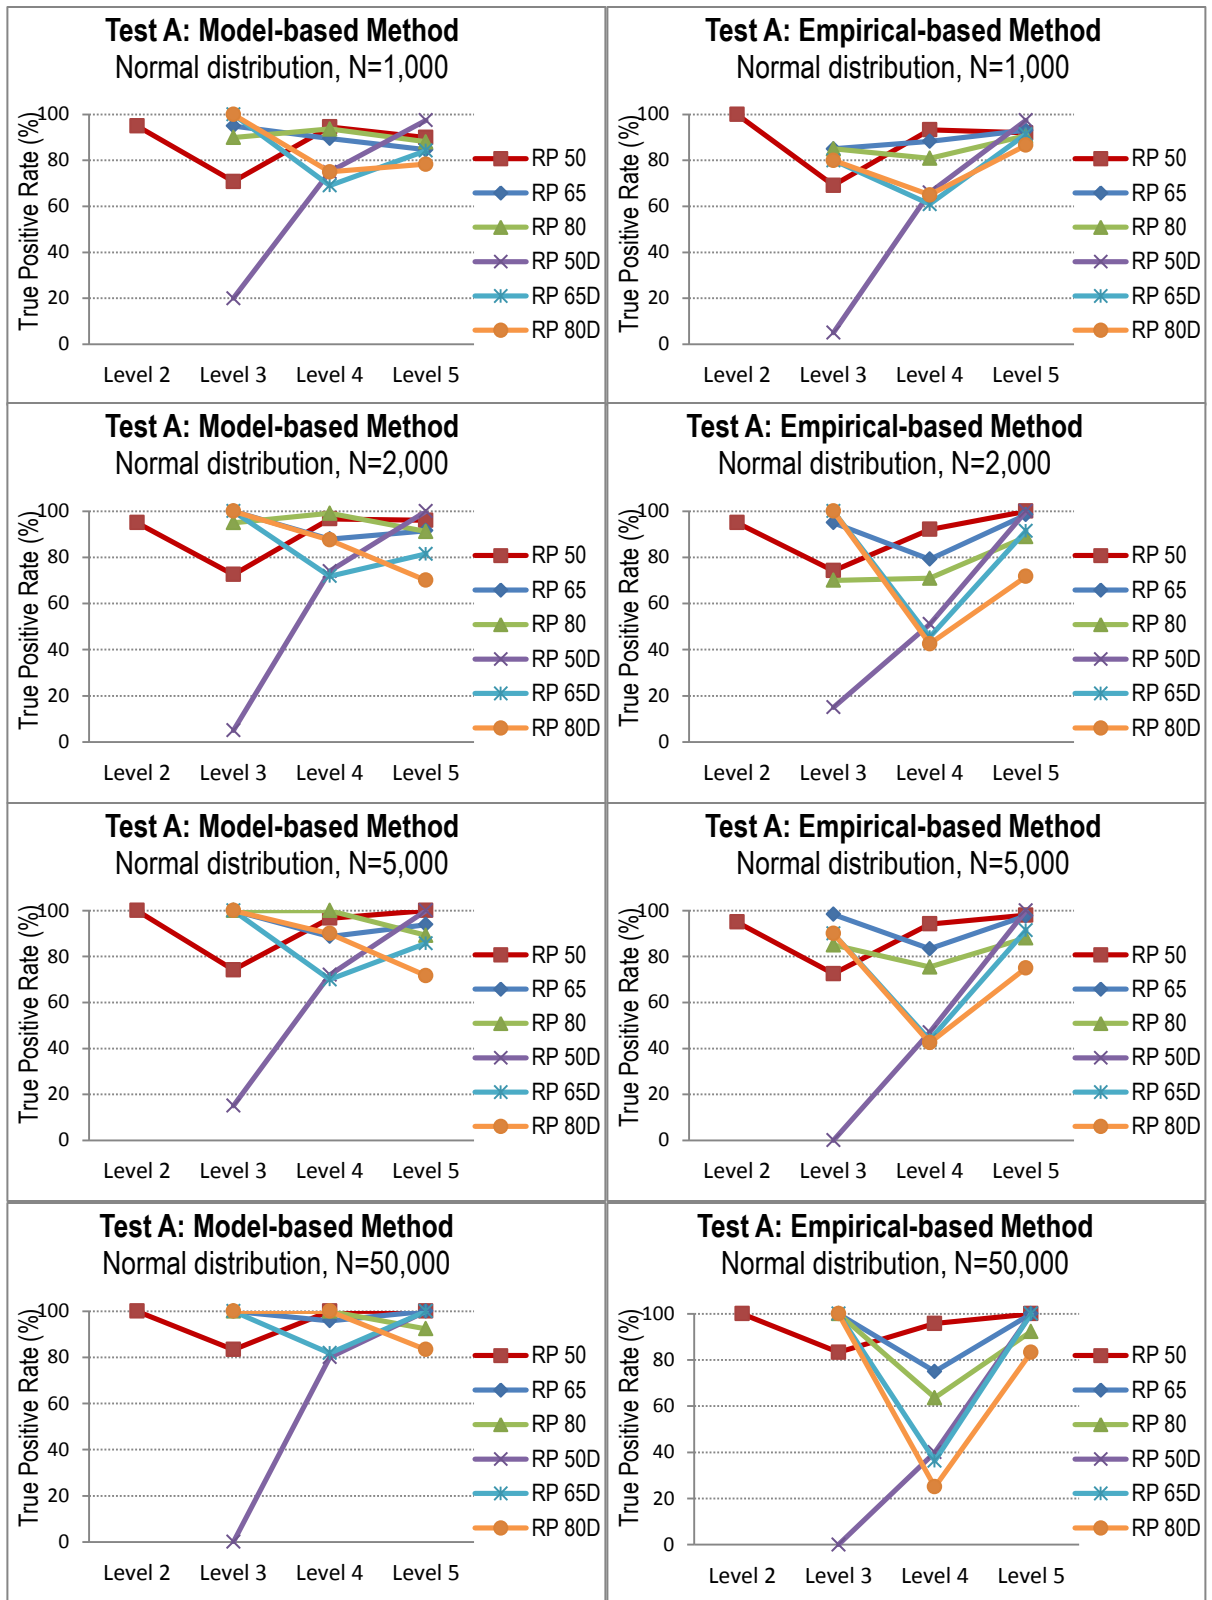 Test A: Model-based Method
Normal distribution, N=1,000
True Positive Rate (%)
100
80
60
40
20
0
Level 2 Level 3 Level 4 Level 5
RP 50
RP 65
RP 80
RP 50D
RP 65D
RP 80D
Test A: Empirical-based Method
Normal distribution, N=1,000
True Positive Rate (%)
100
80
60
40
20
0
Level 2 Level 3 Level 4 Level 5
RP 50
RP 65
RP 80
RP 50D
RP 65D
RP 80D
Test A: Model-based Method
Normal distribution, N=2,000
True Positive Rate (%)
100
80
60
40
20
0
Level 2 Level 3 Level 4 Level 5
RP 50
RP 65
RP 80
RP 50D
RP 65D
RP 80D
Test A: Empirical-based Method
Normal distribution, N=2,000
True Positive Rate (%)
100
80
60
40
20
0
Level 2 Level 3 Level 4 Level 5
RP 50
RP 65
RP 80
RP 50D
RP 65D
RP 80D
Test A: Model-based Method
Normal distribution, N=5,000
True Positive Rate (%)
100
80
60
40
20
0
Level 2 Level 3 Level 4 Level 5
RP 50
RP 65
RP 80
RP 50D
RP 65D
RP 80D
Test A: Empirical-based Method
Normal distribution, N=5,000
True Positive Rate (%)
100
80
60
40
20
0
Level 2 Level 3 Level 4 Level 5
RP 50
RP 65
RP 80
RP 50D
RP 65D
RP 80D
Test A: Model-based Method
Normal distribution, N=50,000
True Positive Rate (%)
100
80
60
40
20
0
Level 2 Level 3 Level 4 Level 5
RP 50
RP 65
RP 80
RP 50D
RP 65D
RP 80D
Test A: Empirical-based Method
Normal distribution, N=50,000
True Positive Rate (%)
100
80
60
40
20
0
Level 2 Level 3 Level 4 Level 5
RP 50
RP 65
RP 80
RP 50D
RP 65D
RP 80D